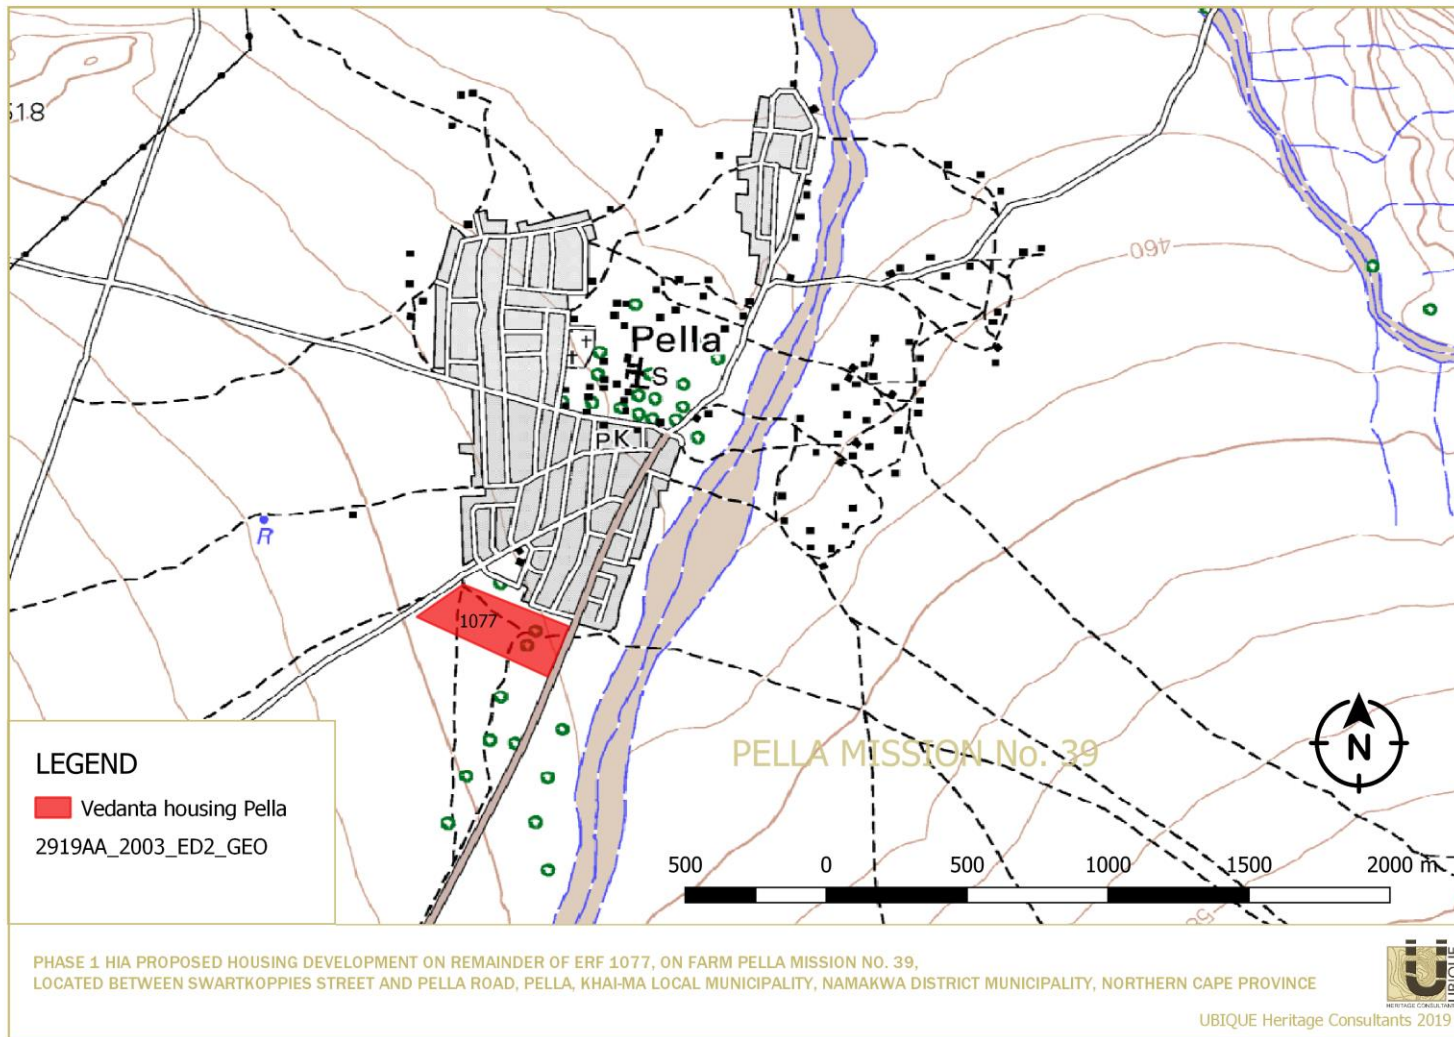 518
460
Pella
S
PK
R
1077
PELLA MISSION No. 39
N
LEGEND
Vedanta housing Pella
2919AA_2003_ED2_GEO
500 0 500 1000 1500 2000 m
PHASE 1 HIA PROPOSED HOUSING DEVELOPMENT ON REMAINDER OF ERF 1077, ON FARM PELLA MISSION NO. 39,
LOCATED BETWEEN SWARTKOPPIES STREET AND PELLA ROAD, PELLA, KHAI-MA LOCAL MUNICIPALITY, NAMAKWA DISTRICT MUNICIPALITY, NORTHERN CAPE PROVINCE
U
UBIQUE
HERITAGE CONSULTANTS
UBIQUE Heritage Consultants 2019